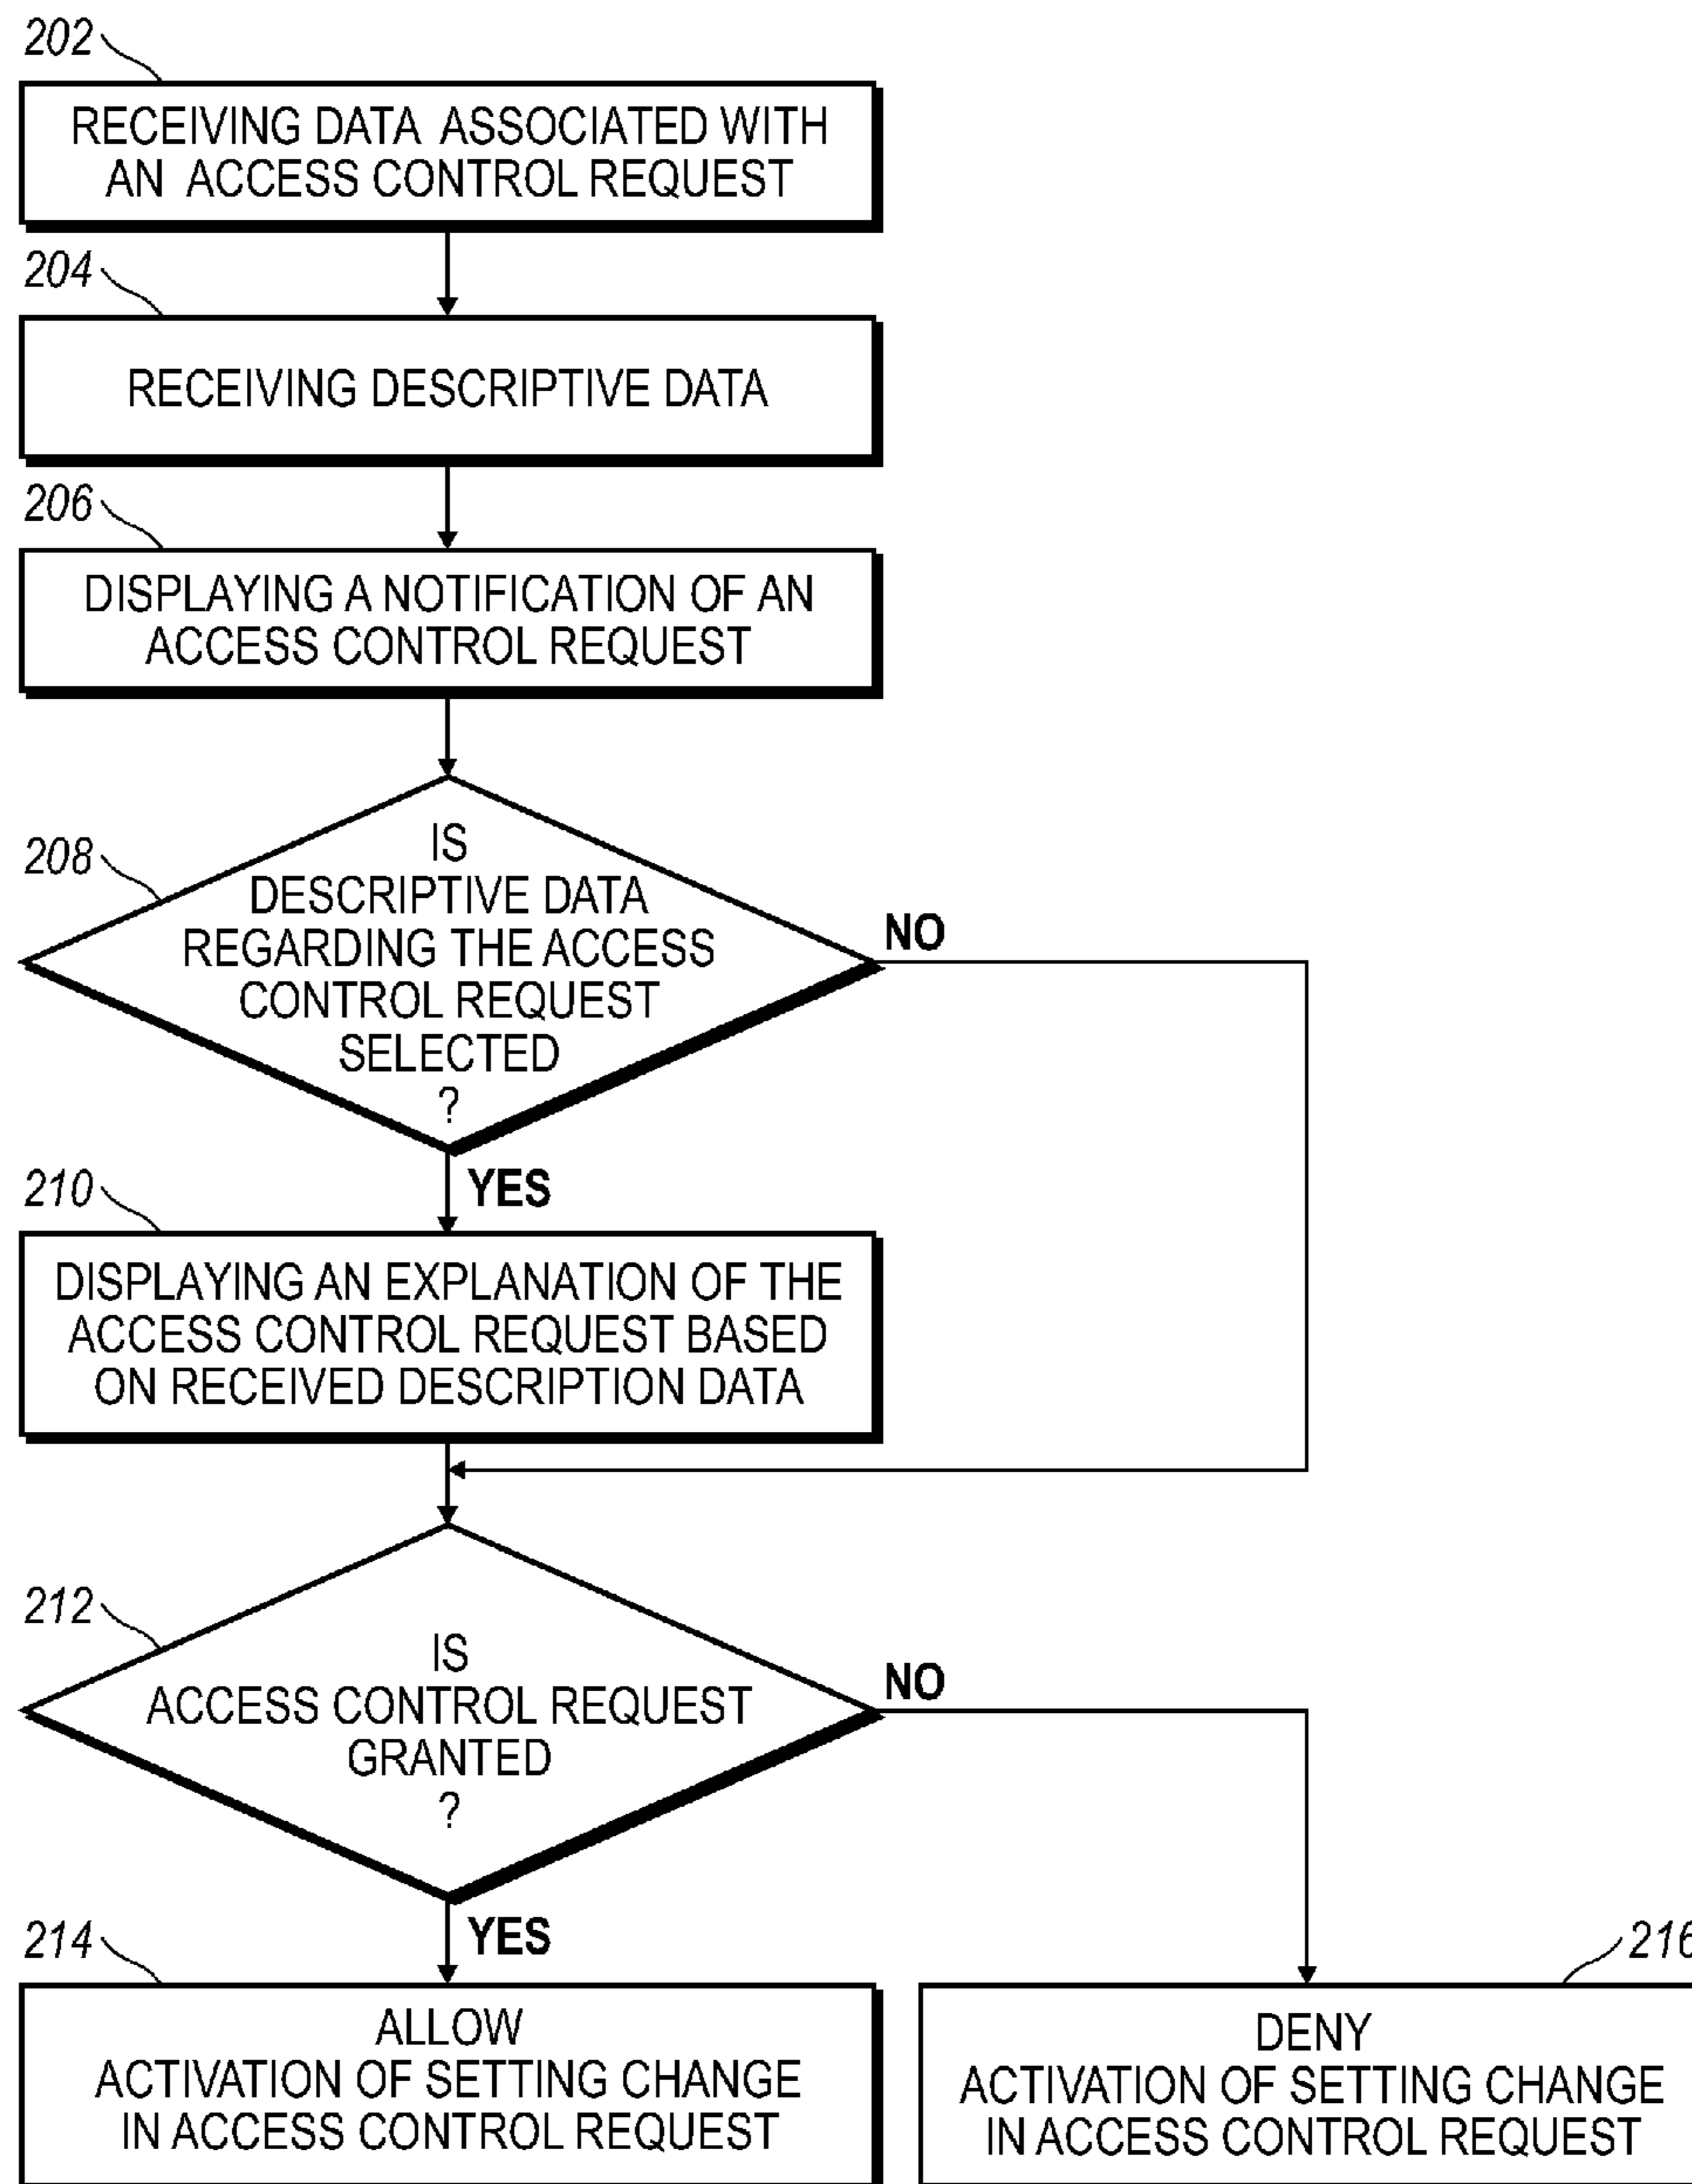 202
RECEIVING DATA ASSOCIATED WITH
AN ACCESS CONTROL REQUEST
204
RECEIVING DESCRIPTIVE DATA
206
DISPLAYING A NOTIFICATION OF AN
ACCESS CONTROL REQUEST
208
IS
DESCRIPTIVE DATA
REGARDING THE ACCESS
CONTROL REQUEST
SELECTED
?
NO
YES
210
DISPLAYING AN EXPLANATION OF THE
ACCESS CONTROL REQUEST BASED
ON RECEIVED DESCRIPTION DATA
212
IS
ACCESS CONTROL REQUEST
GRANTED
?
NO
YES
214
ALLOW
ACTIVATION OF SETTING CHANGE
IN ACCESS CONTROL REQUEST
216
DENY
ACTIVATION OF SETTING CHANGE
IN ACCESS CONTROL REQUEST